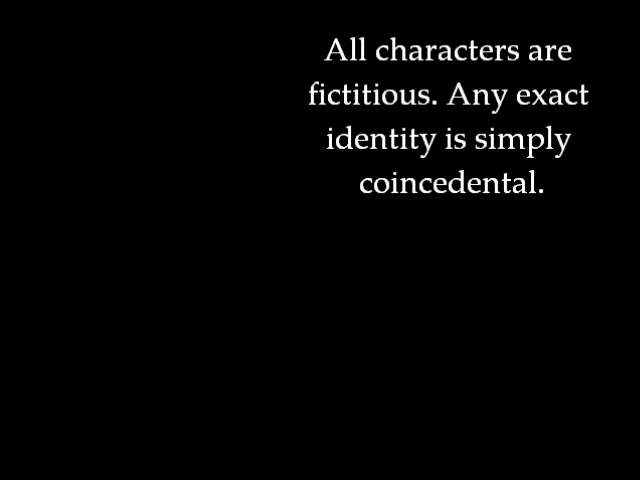 All characters are
fictitious. Any exact
identity is simply
coincedental.